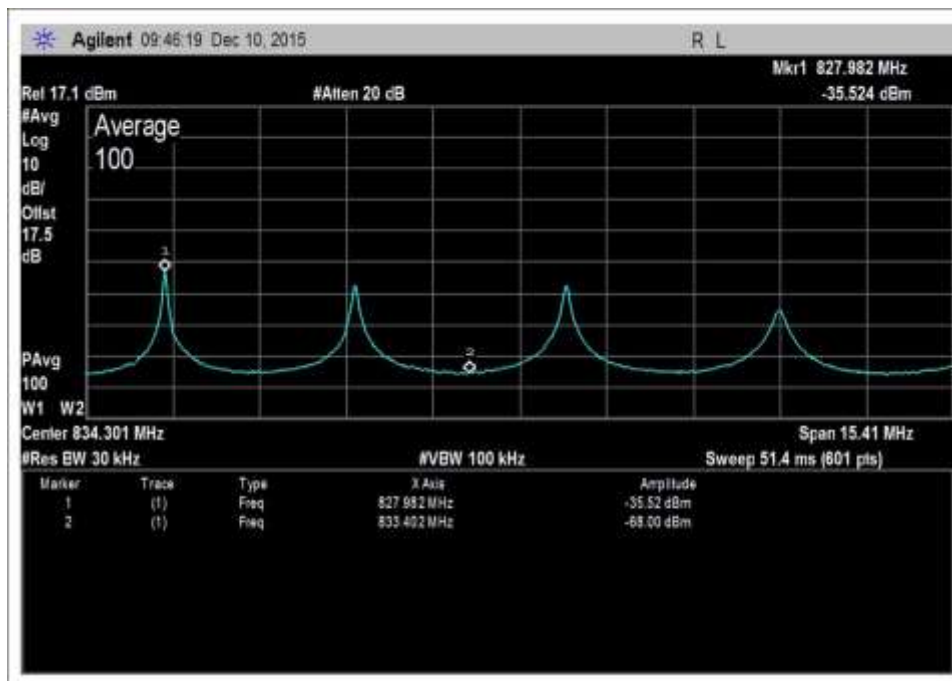 Agilent 09:46:19 Dec 10, 2015 R L
Mkr1 827.982 MHz
Ref 17.1 dBm #Atten 20 dB -35.524 dBm
#Avg
Log
10
dB/
Offst
17.5
dB
Average
100
1
2
PAvg
100
W1 W2
Center 834.301 MHz Span 15.41 MHz
#Res BW 30 kHz #VBW 100 kHz Sweep 51.4 ms (601 pts)
Marker Trace Type X Axis Amplitude
1 (1) Freq 827.982 MHz -35.52 dBm
2 (1) Freq 833.402 MHz -68.00 dBm